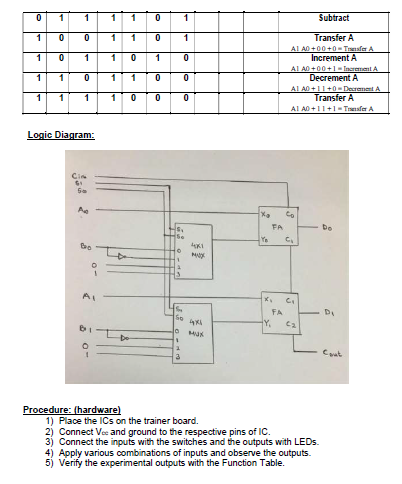 0 1 1 1 1 0 1 Subtract
1 0 0 1 1 0 1 Transfer A
A1 A0 + 0 0 + 0 = Transfer A
1 0 1 1 0 1 0 Increment A
A1 A0 + 0 0 + 1 = Increment A
1 1 0 1 1 0 0 Decrement A
A1 A0 + 1 1 + 0 = Decrement A
1 1 1 1 0 0 0 Transfer A
A1 A0 + 1 1 + 1 = Transfer A
Logic Diagram:
Cin
S1
S0
A0
X0 C0
FA
Y0 C1
D0
S1
S0
B0
0 4X1
1 MUX
2
3
0
1
A1
X1 C1
FA
Y1 C2
D1
S1
S0
B1
0 4X1
1 MUX
2
3
0
1
Cout
Procedure: (hardware)
1) Place the ICs on the trainer board.
2) Connect Vcc and ground to the respective pins of IC.
3) Connect the inputs with the switches and the outputs with LEDs.
4) Apply various combinations of inputs and observe the outputs.
5) Verify the experimental outputs with the Function Table.